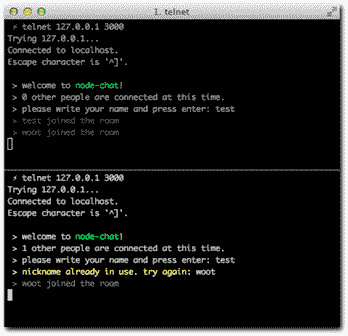 1. telnet
⚡ telnet 127.0.0.1 3000
Trying 127.0.0.1...
Connected to localhost.
Escape character is '^]'.
> welcome to node-chat!
> 0 other people are connected at this time.
> please write your name and press enter: test
> test joined the room
> woot joined the room
⚡ telnet 127.0.0.1 3000
Trying 127.0.0.1...
Connected to localhost.
Escape character is '^]'.
> welcome to node-chat!
> 1 other people are connected at this time.
> please write your name and press enter: test
> nickname already in use. try again: woot
> woot joined the room